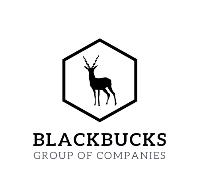 BLACKBUCKS
GROUP OF COMPANIES